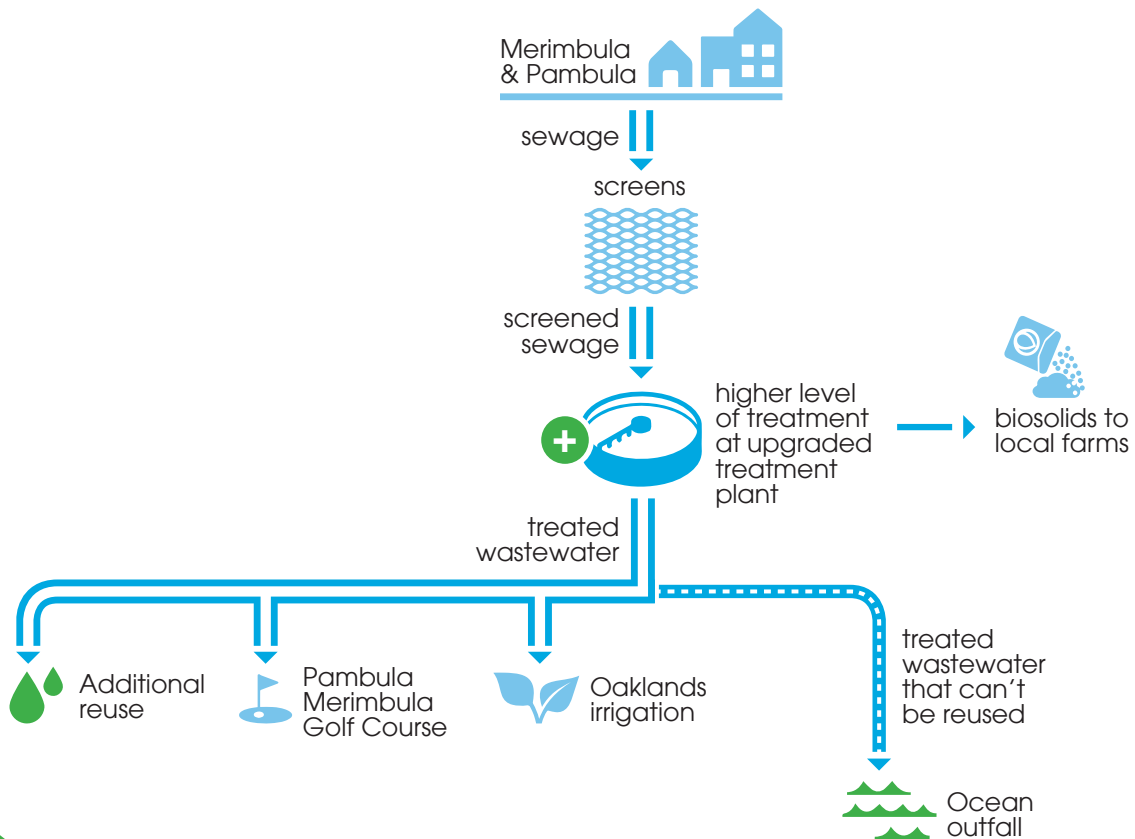 Merimbula
& Pambula
sewage
screens
screened
sewage
higher level
of treatment
at upgraded
treatment
plant
biosolids to
local farms
treated
wastewater
Additional
reuse
Pambula
Merimbula
Golf Course
Oaklands
irrigation
treated
wastewater
that can't
be reused
Ocean
outfall